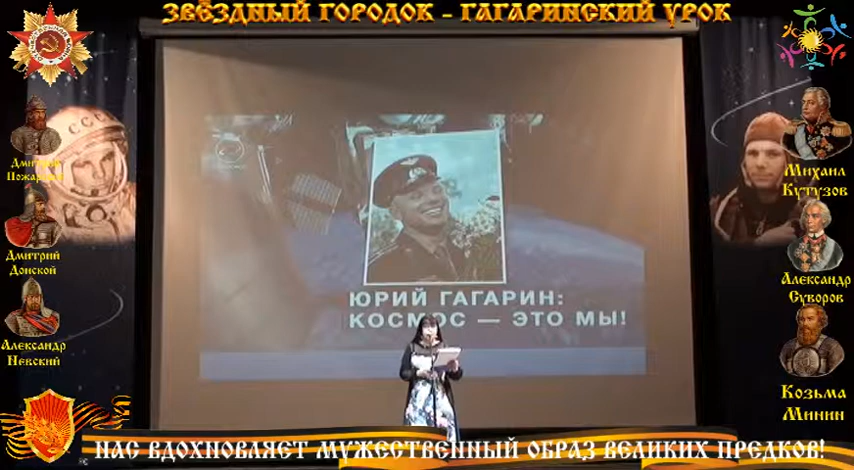 ЗВЁЗДНЫЙ ГОРОДОК - ГАГАРИНСКИЙ УРОК
СССР
Дмитрий
Пожарский
Дмитрий
Донской
Александр
Невский
ЮРИЙ ГАГАРИН:
КОСМОС — ЭТО МЫ!
Михаил
Кутузов
Александр
Суворов
Козьма
Минин
НАС ВДОХНОВЛЯЕТ МУЖЕСТВЕННЫЙ ОБРАЗ ВЕЛИКИХ ПРЕДКОВ!